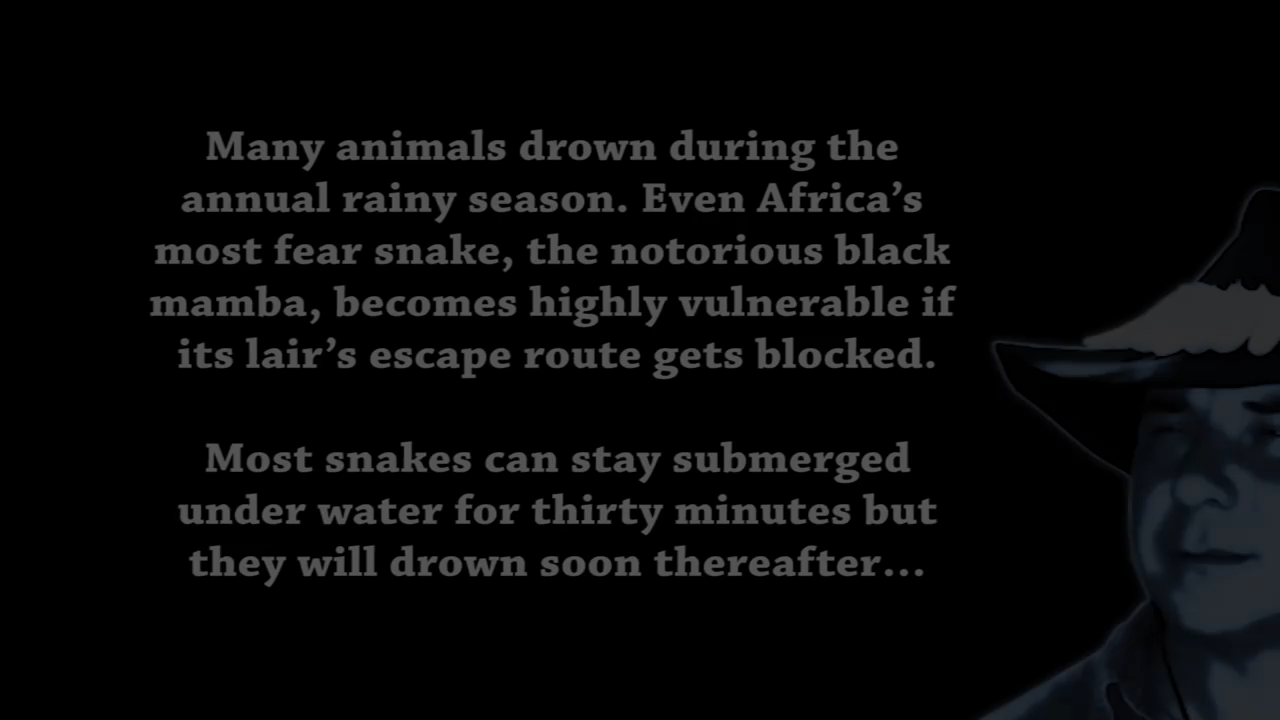 Many animals drown during the
annual rainy season. Even Africa’s
most fear snake, the notorious black
mamba, becomes highly vulnerable if
its lair’s escape route gets blocked.
Most snakes can stay submerged
under water for thirty minutes but
they will drown soon thereafter...